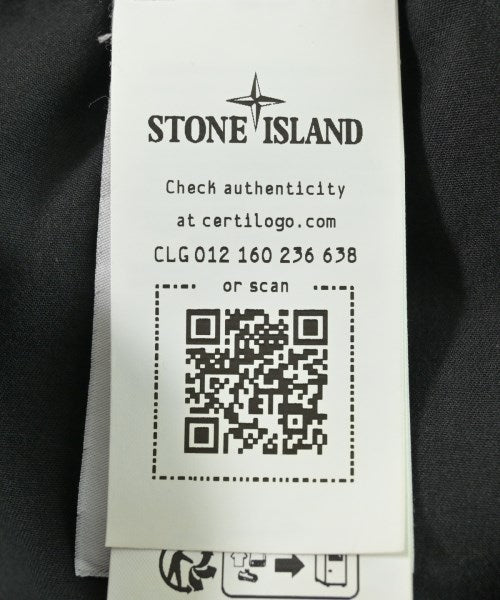 STONE ISLAND
Check authenticity
at certilogo.com
CLG 012 160 236 638
or scan